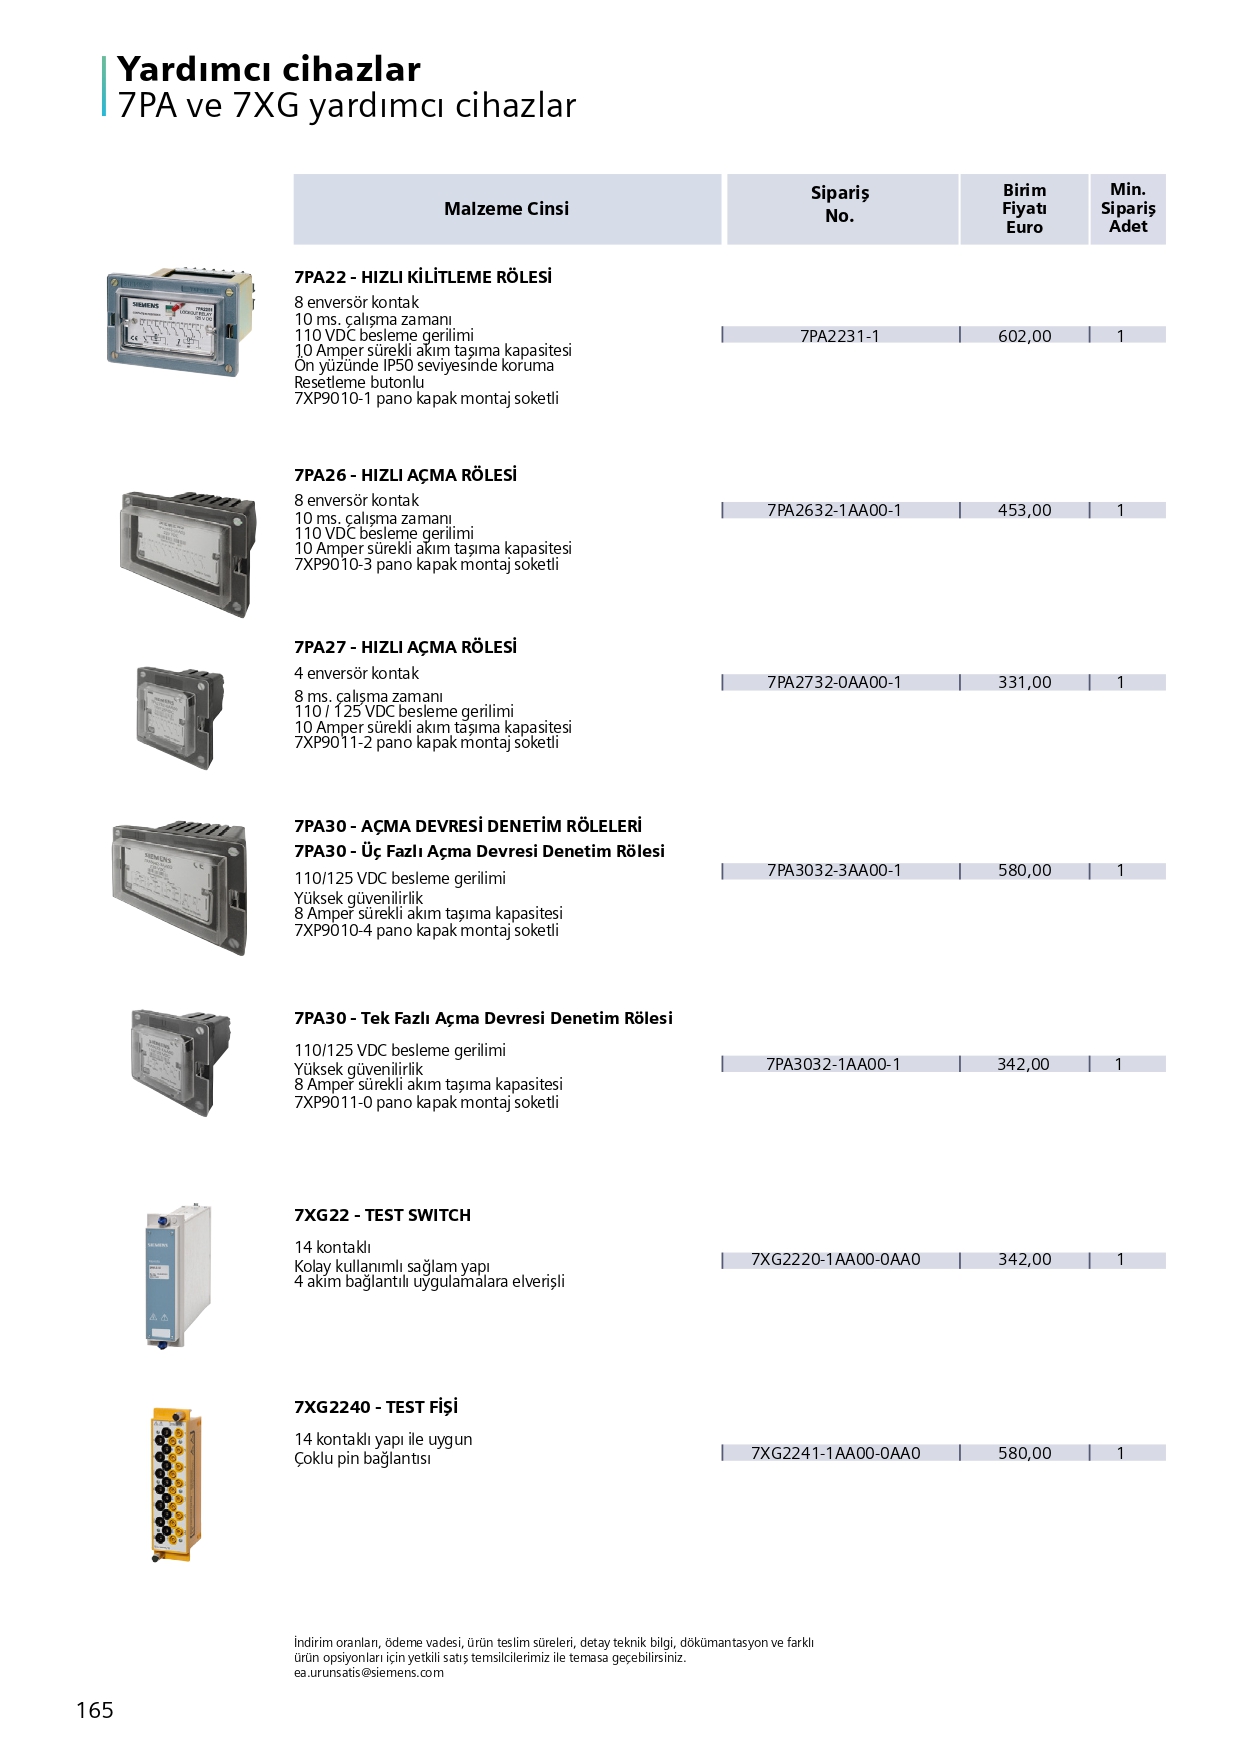 Yardımcı cihazlar
7PA ve 7XG yardımcı cihazlar
Malzeme Cinsi
Sipariş
No.
Birim
Fiyatı
Euro
Min.
Sipariş
Adet
7PA22 - HIZLI KİLİTLEME RÖLESİ
8 enversör kontak
10 ms. çalışma zamanı
110 VDC besleme gerilimi
10 Amper sürekli akım taşıma kapasitesi
Ön yüzünde IP50 seviyesinde koruma
Resetleme butonlu
7XP9010-1 pano kapak montaj soketli
7PA2231-1 602,00 1
SIEMENS
7PA26 - HIZLI AÇMA RÖLESİ
8 enversör kontak
10 ms. çalışma zamanı
110 VDC besleme gerilimi
10 Amper sürekli akım taşıma kapasitesi
7XP9010-3 pano kapak montaj soketli
7PA2632-1AA00-1 453,00 1
7PA27 - HIZLI AÇMA RÖLESİ
4 enversör kontak
8 ms. çalışma zamanı
110 / 125 VDC besleme gerilimi
10 Amper sürekli akım taşıma kapasitesi
7XP9011-2 pano kapak montaj soketli
7PA2732-0AA00-1 331,00 1
7PA30 - AÇMA DEVRESİ DENETİM RÖLELERİ
7PA30 - Üç Fazlı Açma Devresi Denetim Rölesi
110/125 VDC besleme gerilimi
Yüksek güvenilirlik
8 Amper sürekli akım taşıma kapasitesi
7XP9010-4 pano kapak montaj soketli
7PA3032-3AA00-1 580,00 1
SIEMENS
7PA30 - Tek Fazlı Açma Devresi Denetim Rölesi
110/125 VDC besleme gerilimi
Yüksek güvenilirlik
8 Amper sürekli akım taşıma kapasitesi
7XP9011-0 pano kapak montaj soketli
7PA3032-1AA00-1 342,00 1
7XG22 - TEST SWITCH
14 kontaklı
Kolay kullanımlı sağlam yapı
4 akım bağlantılı uygulamalara elverişli
7XG2220-1AA00-0AA0 342,00 1
SIEMENS
7XG2240 - TEST FİŞİ
14 kontaklı yapı ile uygun
Çoklu pin bağlantısı
7XG2241-1AA00-0AA0 580,00 1
İndirim oranları, ödeme vadesi, ürün teslim süreleri, detay teknik bilgi, dökümantasyon ve farklı
ürün opsiyonları için yetkili satış temsilcilerimiz ile temasa geçebilirsiniz.
ea.urunsatis@siemens.com
165